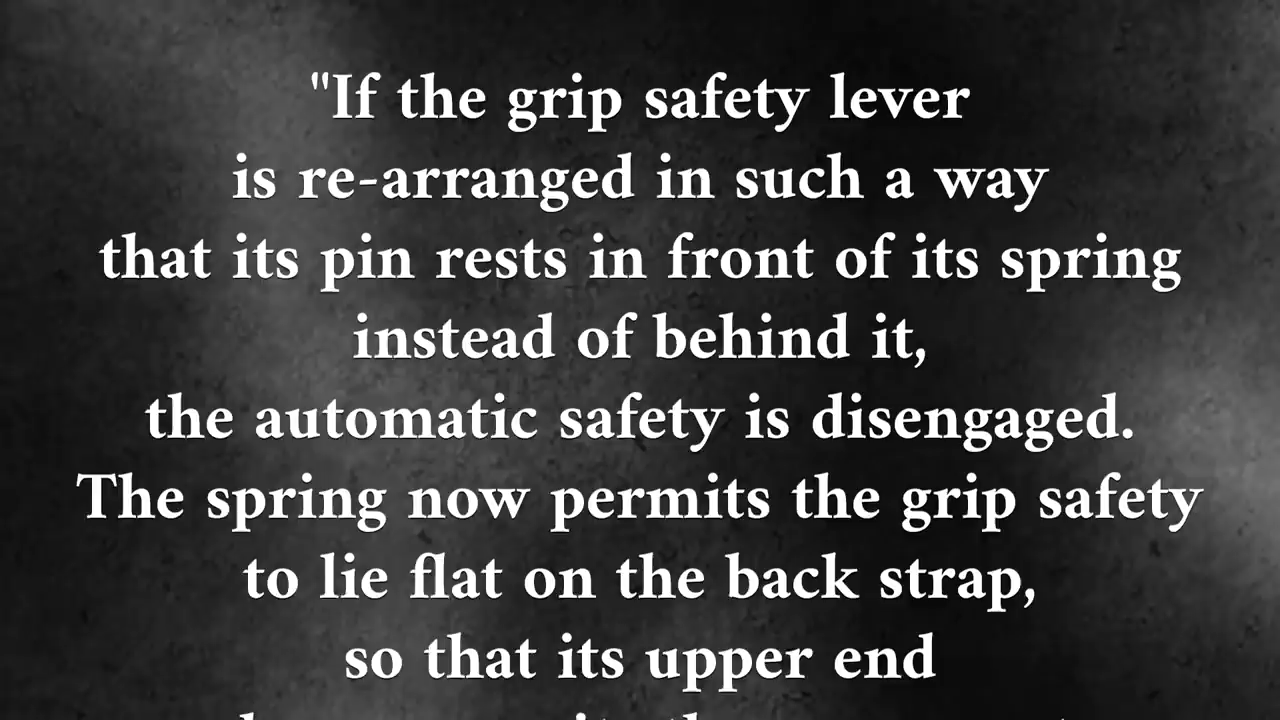 "If the grip safety lever
is re-arranged in such a way
that its pin rests in front of its spring
instead of behind it,
the automatic safety is disengaged.
The spring now permits the grip safety
to lie flat on the back strap,
so that its upper end